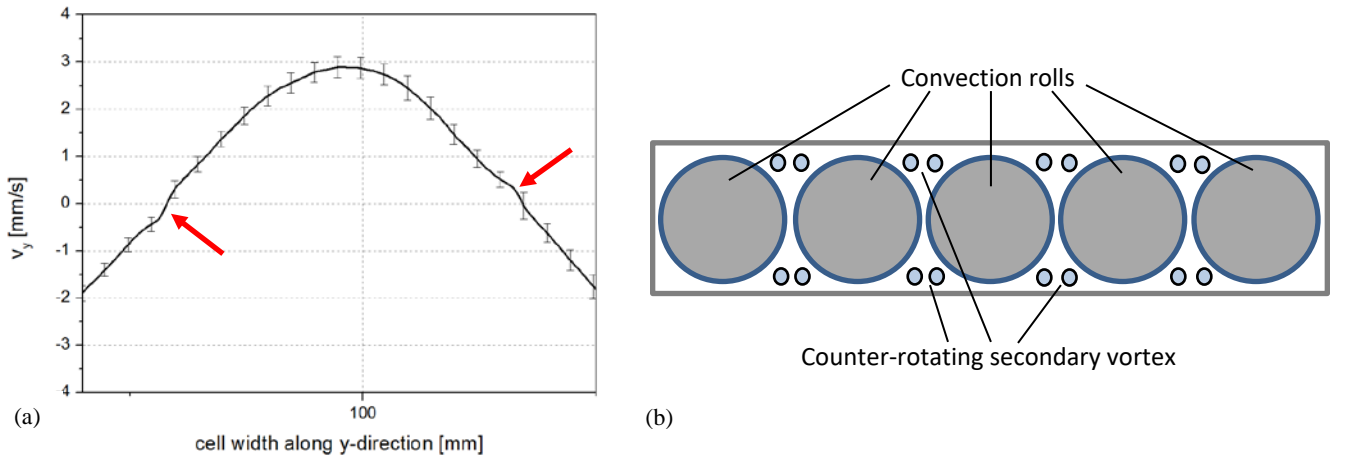 4
3
2
1
0
-1
-2
-3
4
v_y [mm/s]
100
cell width along y-direction [mm]
(a)
Convection rolls
Counter-rotating secondary vortex
(b)